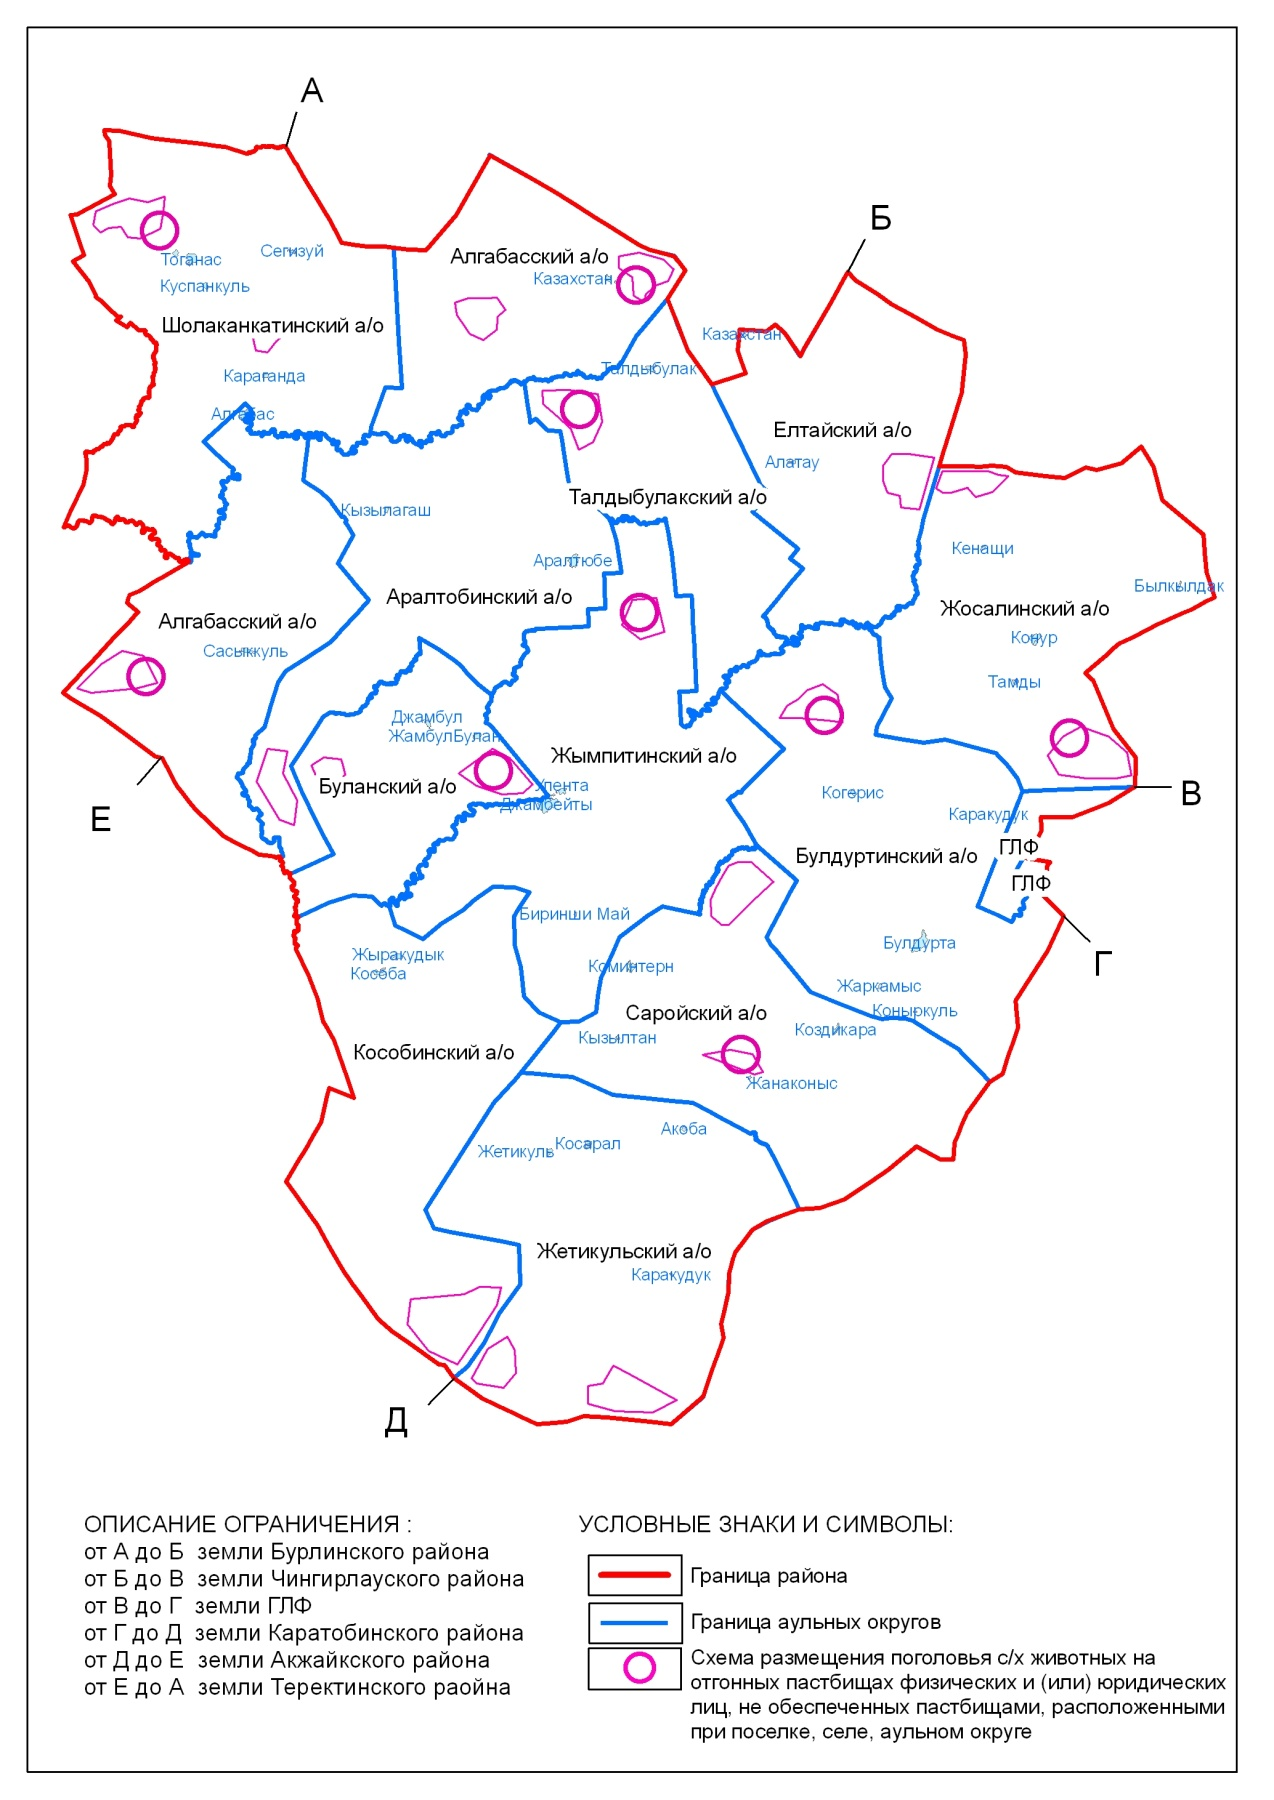 А
Б
Тоганас
Сегизуй
Куспанкуль
Алгабасский а/о
Казахстан
Шолаканкатинский а/о
Казахстан
Караганда
Талдыбулак
Алгабас
Елтайский а/о
Алатау
Талдыбулакский а/о
Кызылагаш
Аралтюбе
Кенащи
Былкылдак
Аралтобинский а/о
Жосалинский а/о
Алгабасский а/о
Конур
Сасыккуль
Тамды
Джамбул
ЖамбулБулан
Жымпитинский а/о
Буланский а/о
Улента
Джамбейты
Когерис
В
Е
Каракудук
ГЛФ
Булдуртинский а/о
ГЛФ
Биринши Май
Булдурта
Г
Жыракудык
Кособа
Коминтерн
Жаркамыс
Саройский а/о
Коныркуль
Коздикара
Кызылтан
Кособинский а/о
Жанаконыс
Акоба
Жетикуль
Косарал
Жетикульский а/о
Каракудук
Д
ОПИСАНИЕ ОГРАНИЧЕНИЯ :
от А до Б земли Бурлинского района
от Б до В земли Чингирлауского района
от В до Г земли ГЛФ
от Г до Д земли Каратобинского района
от Д до Е земли Акжайкского района
от Е до А земли Теректинского раойна
УСЛОВНЫЕ ЗНАКИ И СИМВОЛЫ:
Граница района
Граница аульных округов
Схема размещения поголовья с/х животных на
отгонных пастбищах физических и (или) юридических
лиц, не обеспеченных пастбищами, расположенными
при поселке, селе, аульном округе